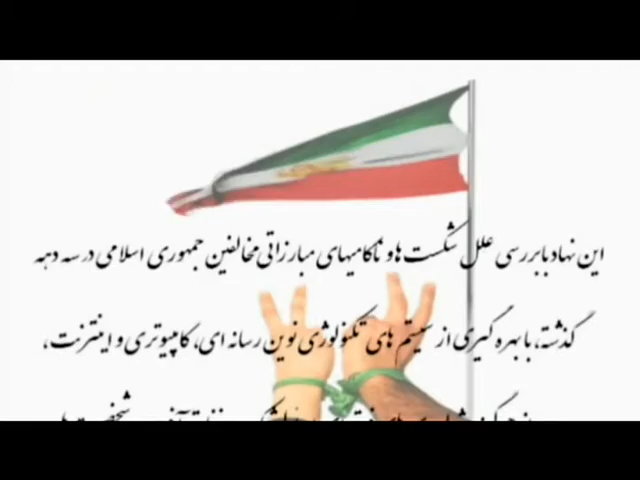 این نهاد با بررسی علل شکست ها و ناکامیهای مبارزاتی مخالفین جمهوری اسلامی در سه دهه
گذشته، با بهره گیری از سیستم های تکنولوژی نوین رسانه ای، کامپیوتری و اینترنت،